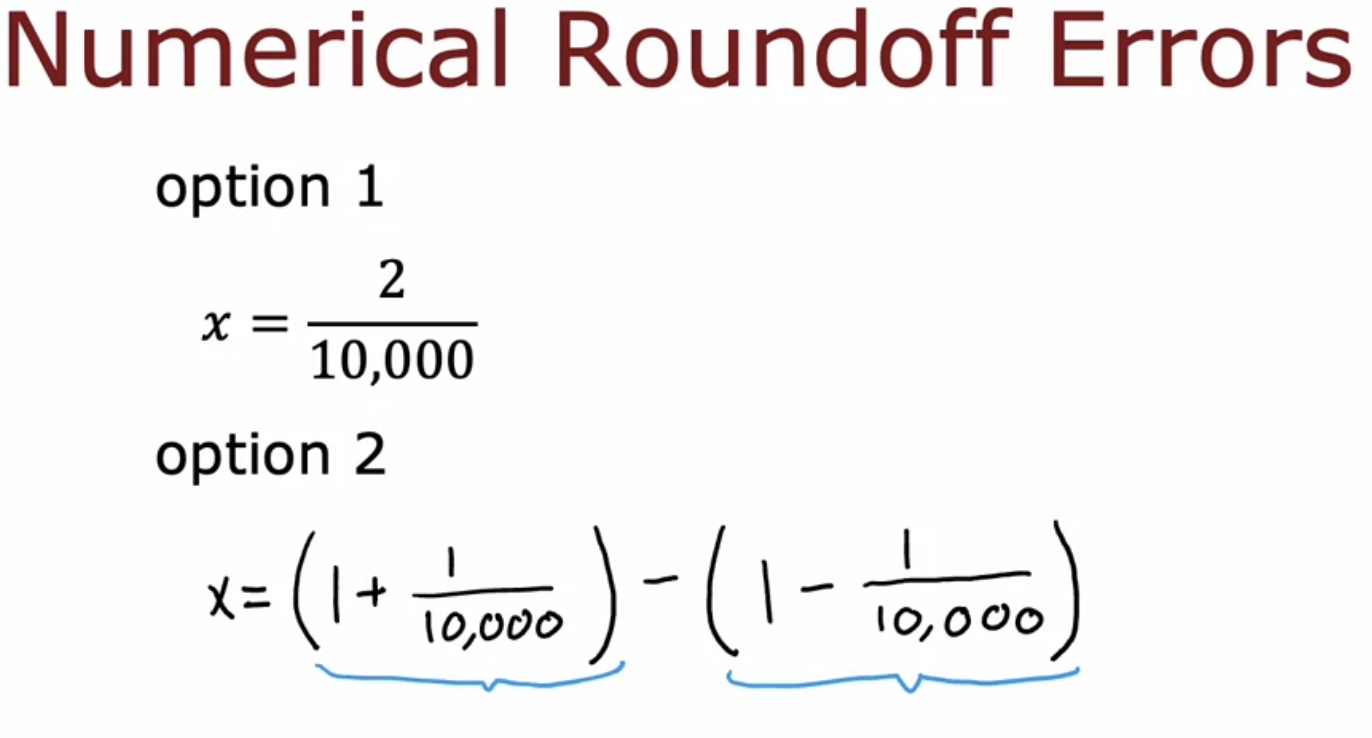 Numerical Roundoff Errors
option 1
x = 2/10,000
option 2
x = (1 + 1/10,000) - (1 - 1/10,000)